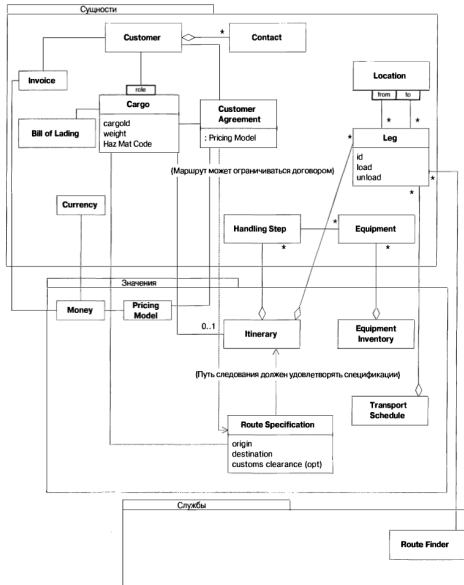 Сущности
Customer
*
Contact
Invoice
role
Location
from to
Cargo
cargoId
weight
Haz Mat Code
Customer
Agreement
: Pricing Model
Bill of Lading
*
*
*
Leg
id
load
unload
*
*
{Маршрут может ограничиваться договором}
Currency
Handling Step
*
Equipment
*
*
Значения
Money
Pricing
Model
0..1
Itinerary
Equipment
Inventory
{Путь следования должен удовлетворять спецификации}
Transport
Schedule
Route Specification
origin
destination
customs clearance (opt)
Службы
Route Finder